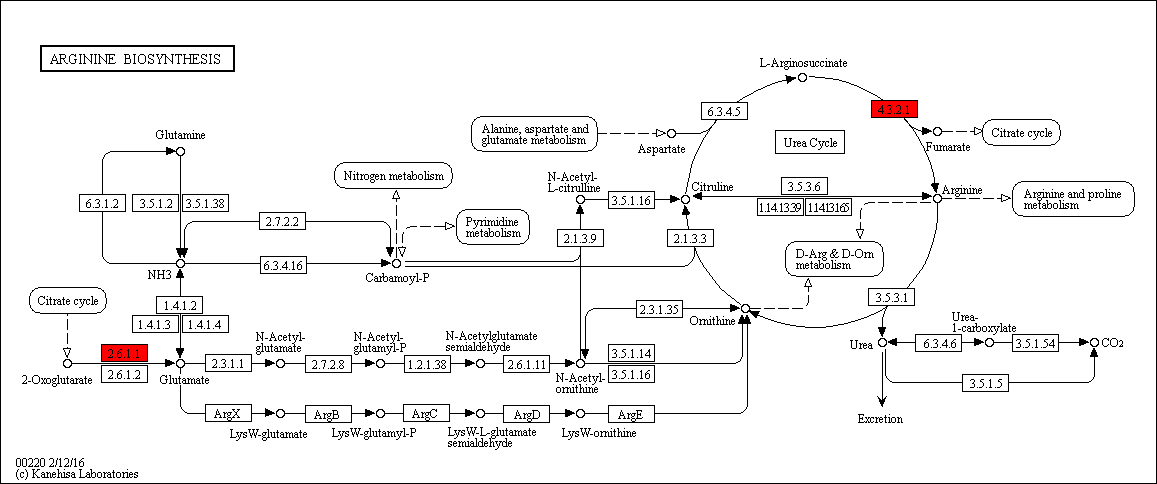 ARGININE BIOSYNTHESIS
L-Arginosuccinate
6.3.4.5
4.3.2.1
Alanine, aspartate and
glutamate metabolism
Aspartate
Urea Cycle
Fumarate
Citrate cycle
Glutamine
Nitrogen metabolism
N-Acetyl-
L-citrulline
Citruline
3.5.3.6
Arginine
Arginine and proline
metabolism
6.3.1.2
3.5.1.2
3.5.1.38
3.5.1.16
1.14.13.39
1.14.13.165
2.7.2.2
Pyrimidine
metabolism
2.1.3.9
2.1.3.3
D-Arg & D-Orn
metabolism
NH3
6.3.4.16
Carbamoyl-P
Citrate cycle
1.4.1.2
1.4.1.3
1.4.1.4
2.3.1.35
Ornithine
3.5.3.1
N-Acetyl-
glutamate
N-Acetyl-
glutamyl-P
N-Acetylglutamate
semialdehyde
Urea-
1-carboxylate
Urea
6.3.4.6
3.5.1.54
CO2
2.6.1.1
2.6.1.2
2-Oxoglutarate
Glutamate
2.3.1.1
2.7.2.8
1.2.1.38
2.6.1.11
N-Acetyl-
ornithine
3.5.1.14
3.5.1.16
3.5.1.5
ArgX
ArgB
ArgC
ArgD
ArgE
LysW-glutamate
LysW-glutamyl-P
LysW-L-glutamate
semialdehyde
LysW-ornithine
Excretion
00220 2/12/16
(c) Kanehisa Laboratories